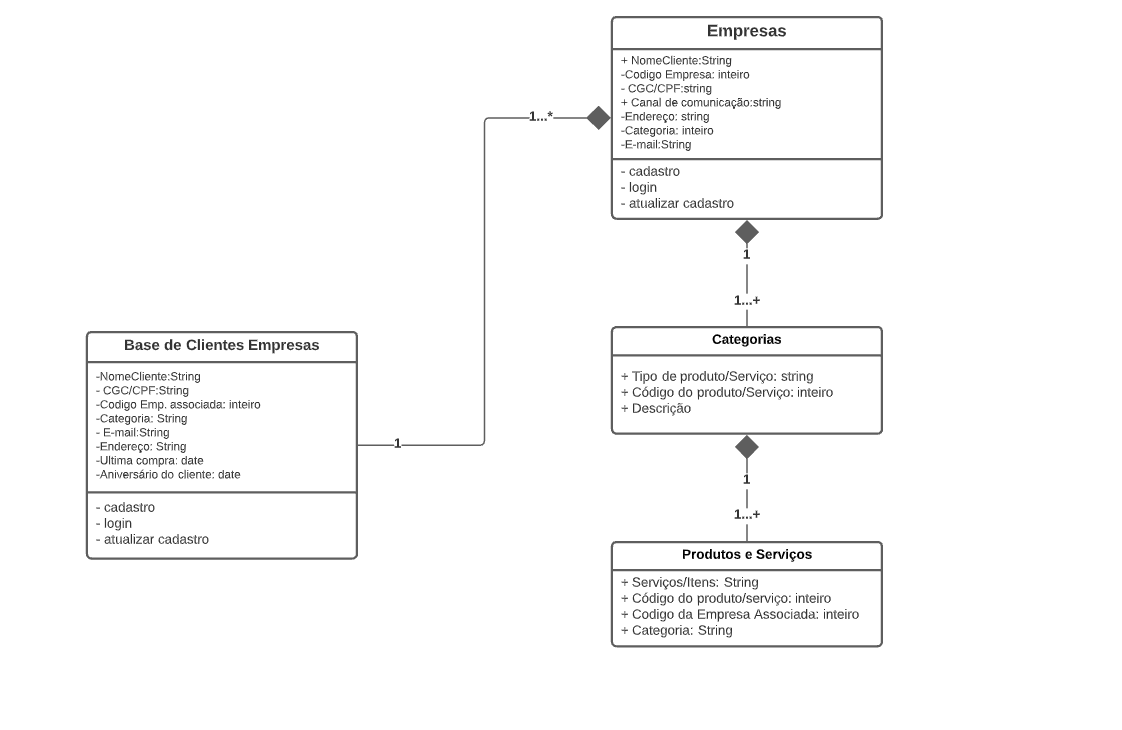 Empresas
+ NomeCliente:String
-Codigo Empresa: inteiro
- CGC/CPF:string
+ Canal de comunicação:string
-Endereço: string
-Categoria: inteiro
-E-mail:String
- cadastro
- login
- atualizar cadastro
1...*
1
1...+
Categorias
+ Tipo de produto/Serviço: string
+ Código do produto/Serviço: inteiro
+ Descrição
1
1...+
Produtos e Serviços
+ Serviços/Itens: String
+ Código do produto/serviço: inteiro
+ Codigo da Empresa Associada: inteiro
+ Categoria: String
Base de Clientes Empresas
-NomeCliente:String
- CGC/CPF:String
-Codigo Emp. associada: inteiro
-Categoria: String
- E-mail:String
-Endereço: String
-Ultima compra: date
-Aniversário do cliente: date
- cadastro
- login
- atualizar cadastro
1